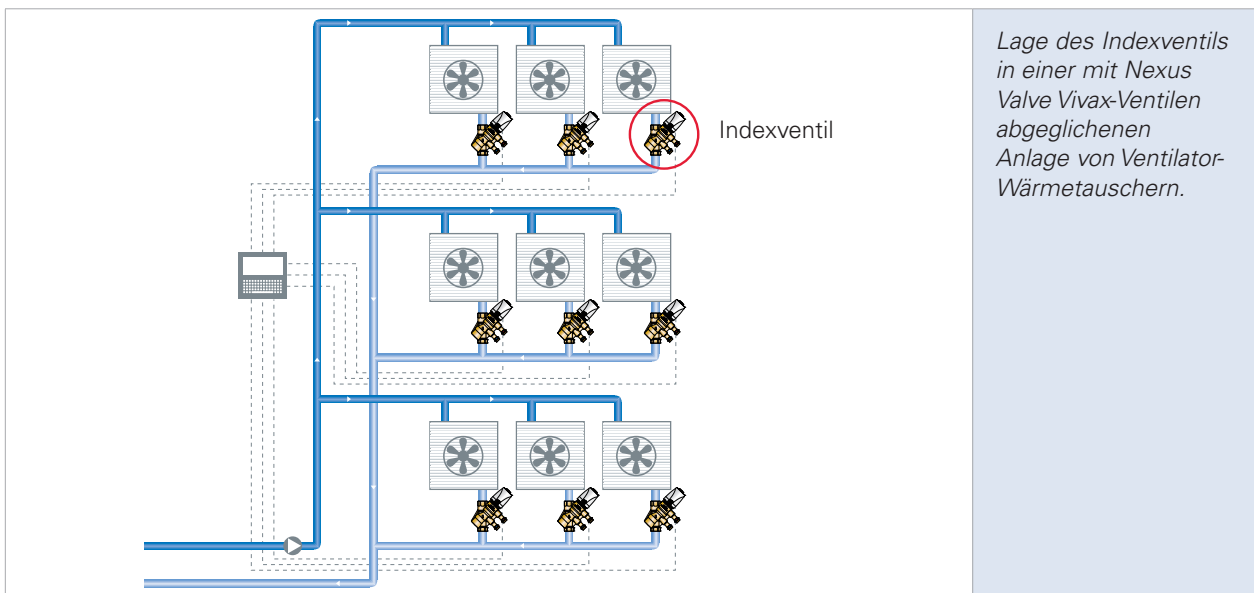 Indexventil
Lage des Indexventils
in einer mit Nexus
Valve Vivax-Ventilen
abgeglichenen
Anlage von Ventilator-
Wärmetauschern.